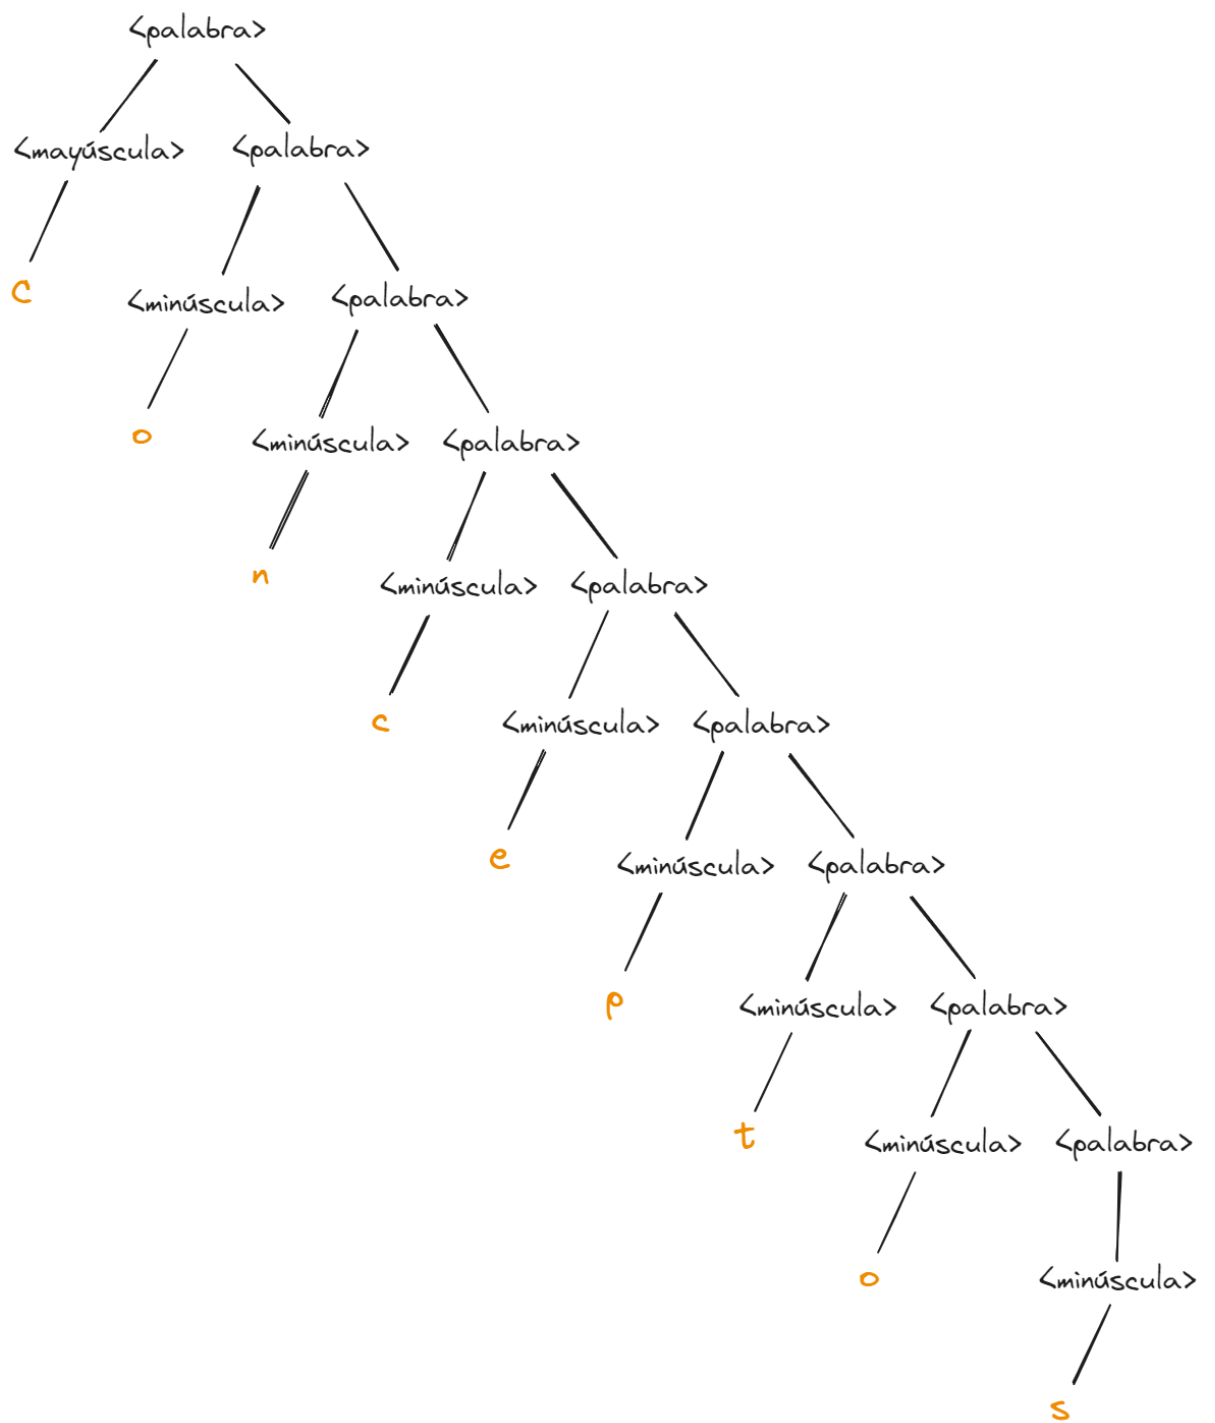 <palabra>
<mayúscula> <palabra>
C
<minúscula> <palabra>
o
<minúscula> <palabra>
n
<minúscula> <palabra>
c
<minúscula> <palabra>
e
<minúscula> <palabra>
p
<minúscula> <palabra>
t
<minúscula> <palabra>
o
<minúscula>
s